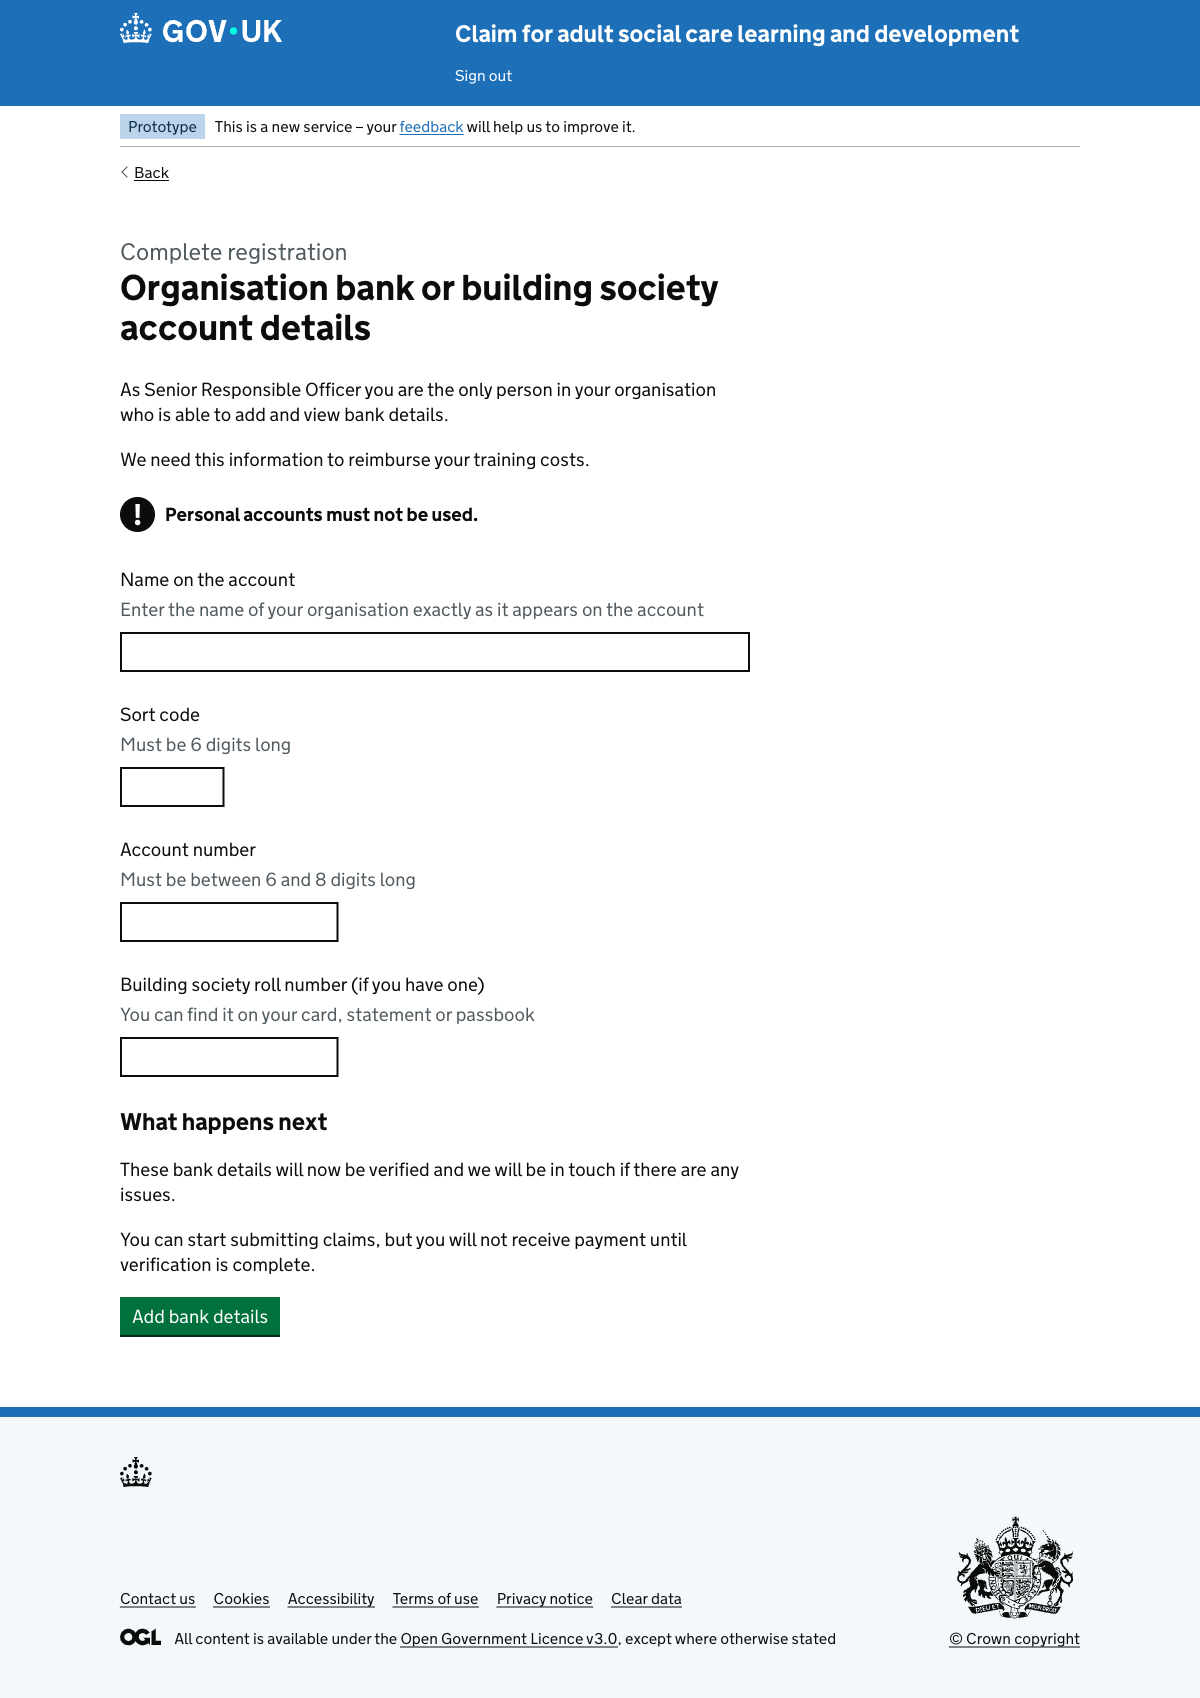 GOV·UK
Claim for adult social care learning and development
Sign out
Prototype This is a new service – your feedback will help us to improve it.
Back
Complete registration
Organisation bank or building society
account details
As Senior Responsible Officer you are the only person in your organisation
who is able to add and view bank details.
We need this information to reimburse your training costs.
! Personal accounts must not be used.
Name on the account
Enter the name of your organisation exactly as it appears on the account
Sort code
Must be 6 digits long
Account number
Must be between 6 and 8 digits long
Building society roll number (if you have one)
You can find it on your card, statement or passbook
What happens next
These bank details will now be verified and we will be in touch if there are any
issues.
You can start submitting claims, but you will not receive payment until
verification is complete.
Add bank details
Contact us Cookies Accessibility Terms of use Privacy notice Clear data
OGL All content is available under the Open Government Licence v3.0, except where otherwise stated
© Crown copyright